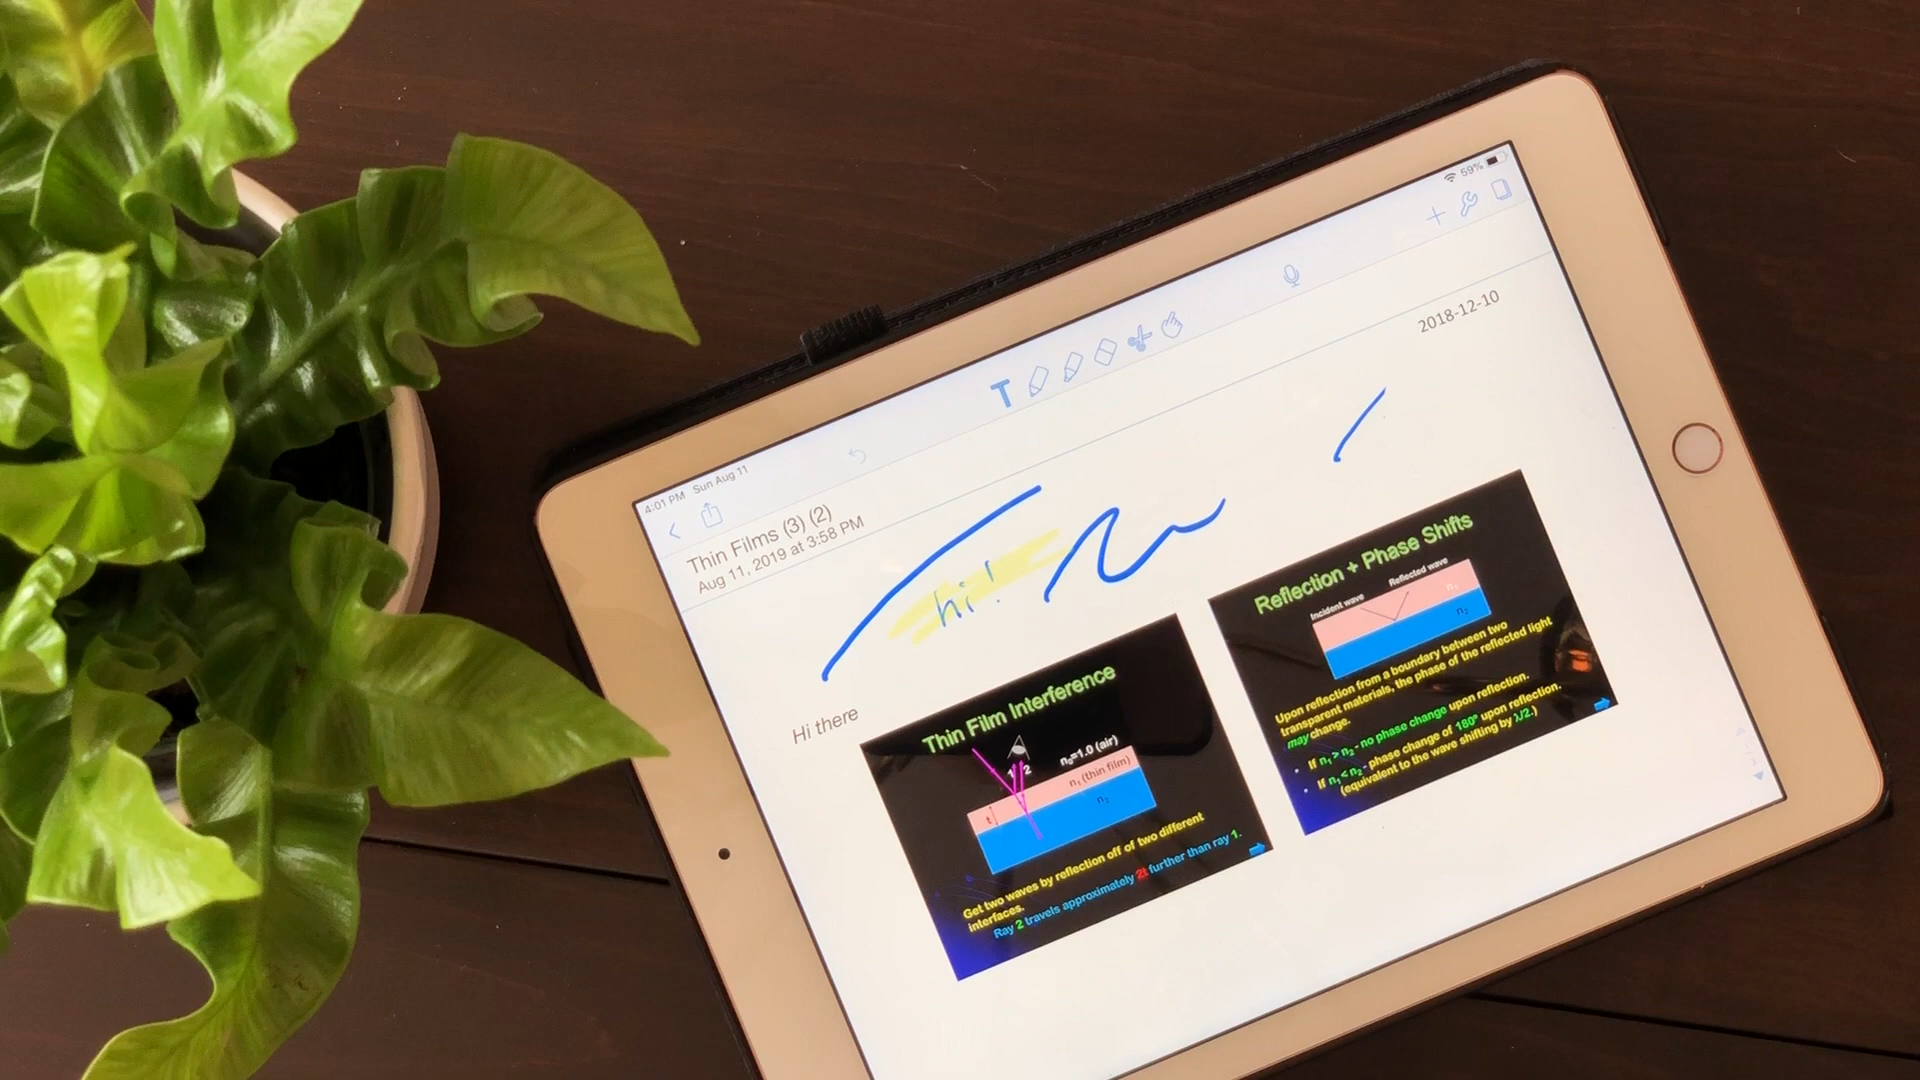 4:01 PM Sun Aug 11
59%
Thin Films (3) (2)
Aug 11, 2019 at 3:58 PM
2018-12-10
hi!
Hi there
Thin Film Interference
1 2
n₀=1.0 (air)
n₁ (thin film)
t
n₂
Get two waves by reflection off of two different
interfaces.
Ray 2 travels approximately 2t further than ray 1.
Reflection + Phase Shifts
Incident wave
Reflected wave
n₁
n₂
Upon reflection from a boundary between two
transparent materials, the phase of the reflected light
may change.
• If n₁ > n₂ - no phase change upon reflection.
• If n₁ < n₂ - phase change of 180° upon reflection.
(equivalent to the wave shifting by λ/2.)